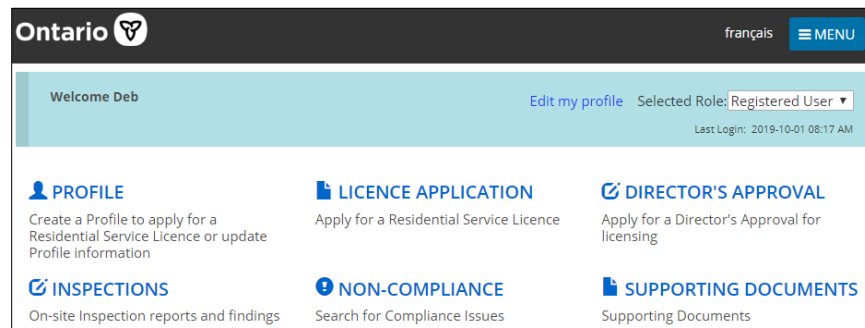 Ontario
français
MENU
Welcome Deb
Edit my profile Selected Role: Registered User
Last Login: 2019-10-01 08:17 AM
PROFILE
Create a Profile to apply for a
Residential Service Licence or update
Profile information
LICENCE APPLICATION
Apply for a Residential Service Licence
DIRECTOR'S APPROVAL
Apply for a Director's Approval for
licensing
INSPECTIONS
On-site Inspection reports and findings
NON-COMPLIANCE
Search for Compliance Issues
SUPPORTING DOCUMENTS
Supporting Documents